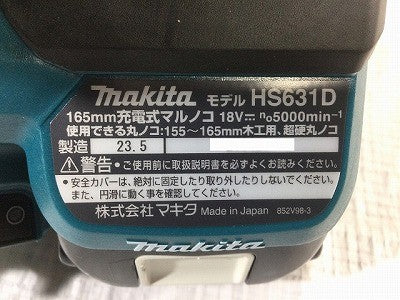 makita モデル HS631D
165mm充電式マルノコ 18V⎓ n₀5000min⁻¹
使用できる丸ノコ:155～165mm木工用、超硬丸ノコ
製造 23.5
⚠警告・ご使用前に取扱説明書を必ずよくお読みください。
・安全カバーは、絶対に固定したり取り外したりしないでください。
また、円滑に動く事を確認してください。
株式会社マキタ Made in Japan 852V98-3
makita